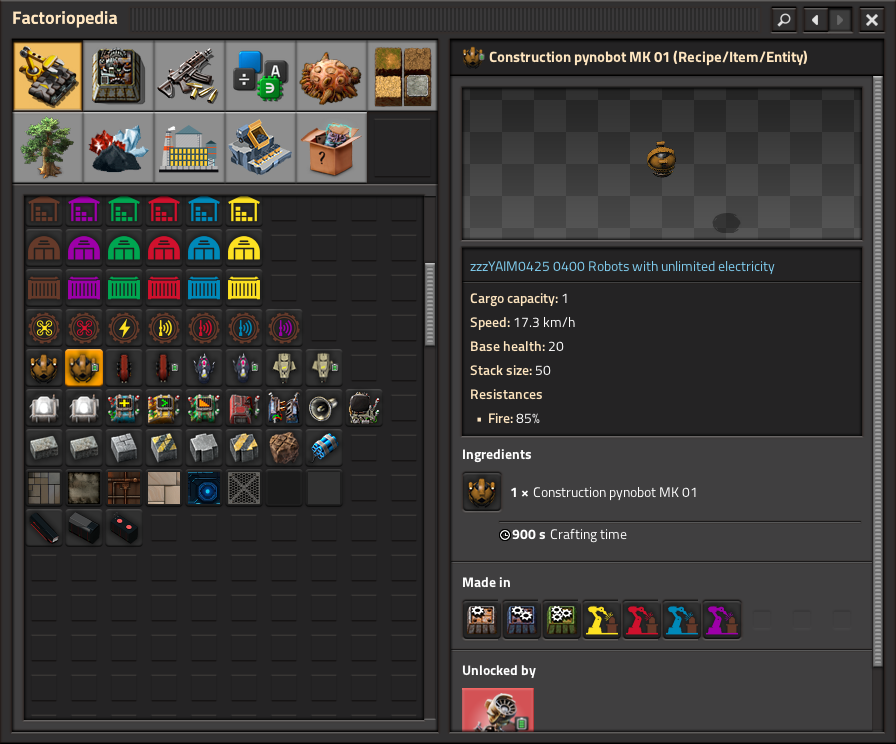 Factoriopedia
Construction pynobot MK 01 (Recipe/Item/Entity)
zzzYAIM0425 0400 Robots with unlimited electricity
Cargo capacity: 1
Speed: 17.3 km/h
Base health: 20
Stack size: 50
Resistances
▪ Fire: 85%
Ingredients
1 × Construction pynobot MK 01
900 s Crafting time
Made in
Unlocked by